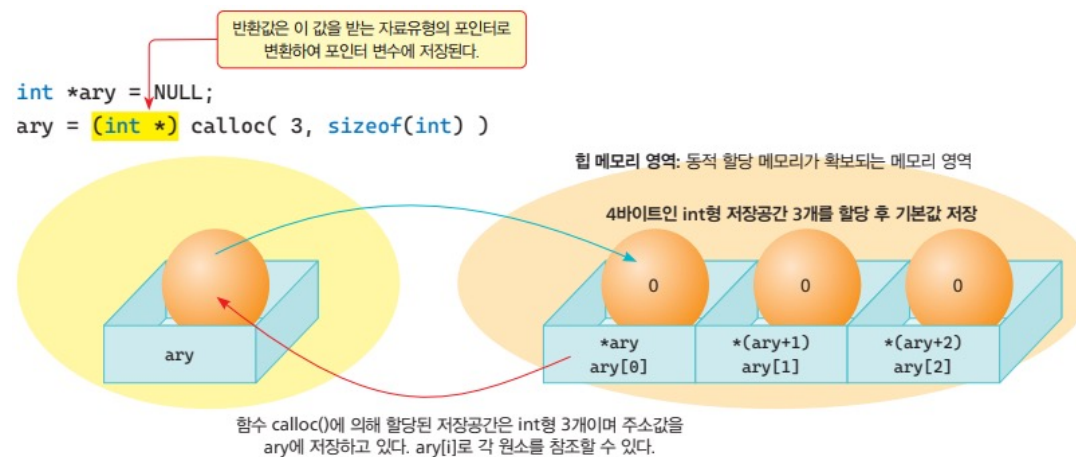 반환값은 이 값을 받는 자료유형의 포인터로
변환하여 포인터 변수에 저장된다.
int *ary = NULL;
ary = (int *) calloc( 3, sizeof(int) )
힙 메모리 영역: 동적 할당 메모리가 확보되는 메모리 영역
4바이트인 int형 저장공간 3개를 할당 후 기본값 저장
0 0 0
ary
*ary *(ary+1) *(ary+2)
ary[0] ary[1] ary[2]
함수 calloc()에 의해 할당된 저장공간은 int형 3개이며 주소값을
ary에 저장하고 있다. ary[i]로 각 원소를 참조할 수 있다.